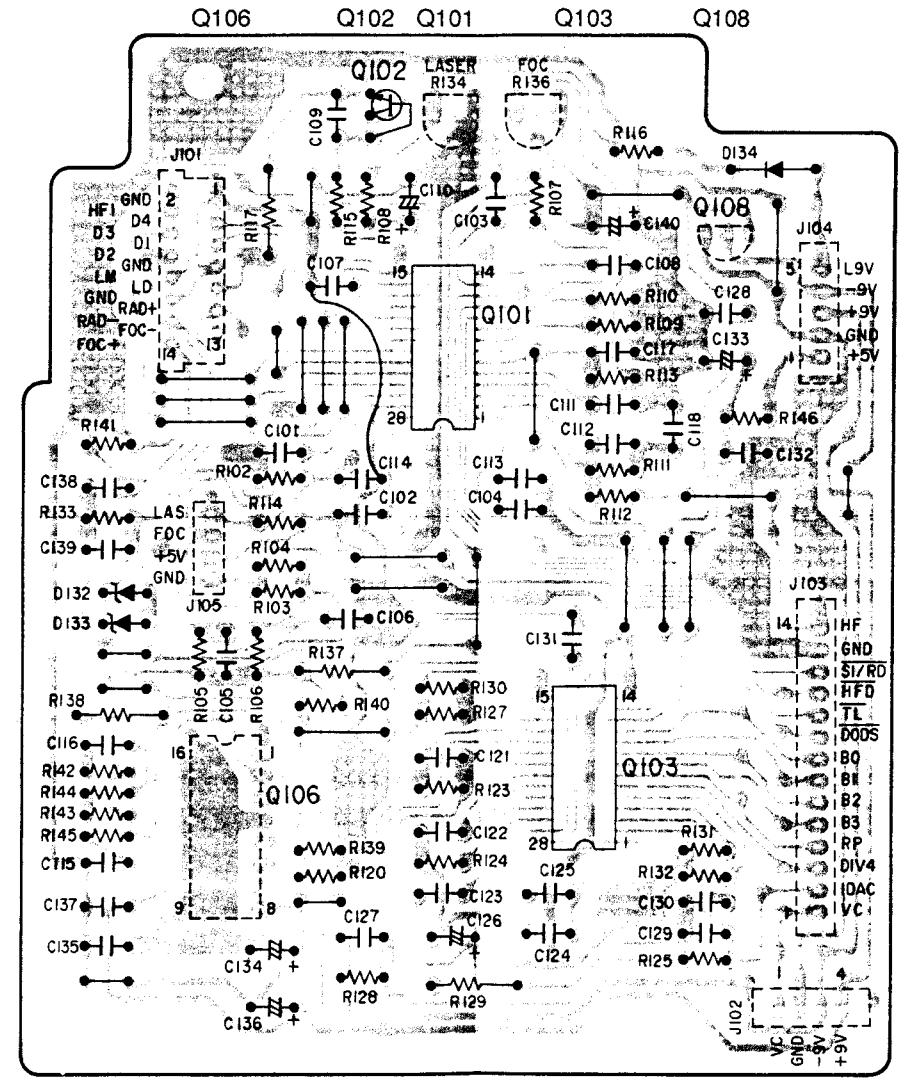 Q106 Q102 Q101 Q103 Q108
Q102 LASER R134 FOC R136
C109
R116
D134
J101
2 1
HF1 GND
D3 D4
D2 D1
LM GND
GND LD
RAD- RAD+
FOC+ FOC-
14 13
R117
R115
R108
C110
+
C103
R107
+
C140
Q108
J104
5 L9V
-9V
+9V
GND
1 +5V
C107
15 14
Q101
28 1
C108
R110
R109
C117
R113
C111
C112
R111
R112
C118
C128
C133
+
R146
C132
R141
C138
R133
C139
D132
D133
C101
R102
R114
R104
R103
C114
C102
C106
C113
C104
LAS.
FOC
+5V
GND
J105
R105
C105
R106
R137
R140
R138
C131
J103
14 HF
GND
SI/RD
HFD
TL
DODS
B0
B1
B2
B3
RP
DIV4
IDAC
1 VC
R130
R127
C121
R123
C122
R124
C123
C126
+
R129
15 14
Q103
28 1
C125
C124
C116
R142
R144
R143
R145
C115
C137
C135
16 1
Q106
9 8
R139
R120
C127
R128
C134
+
C136
+
R131
R132
C130
C129
R125
J102
4
VC
GND
-9V
+9V